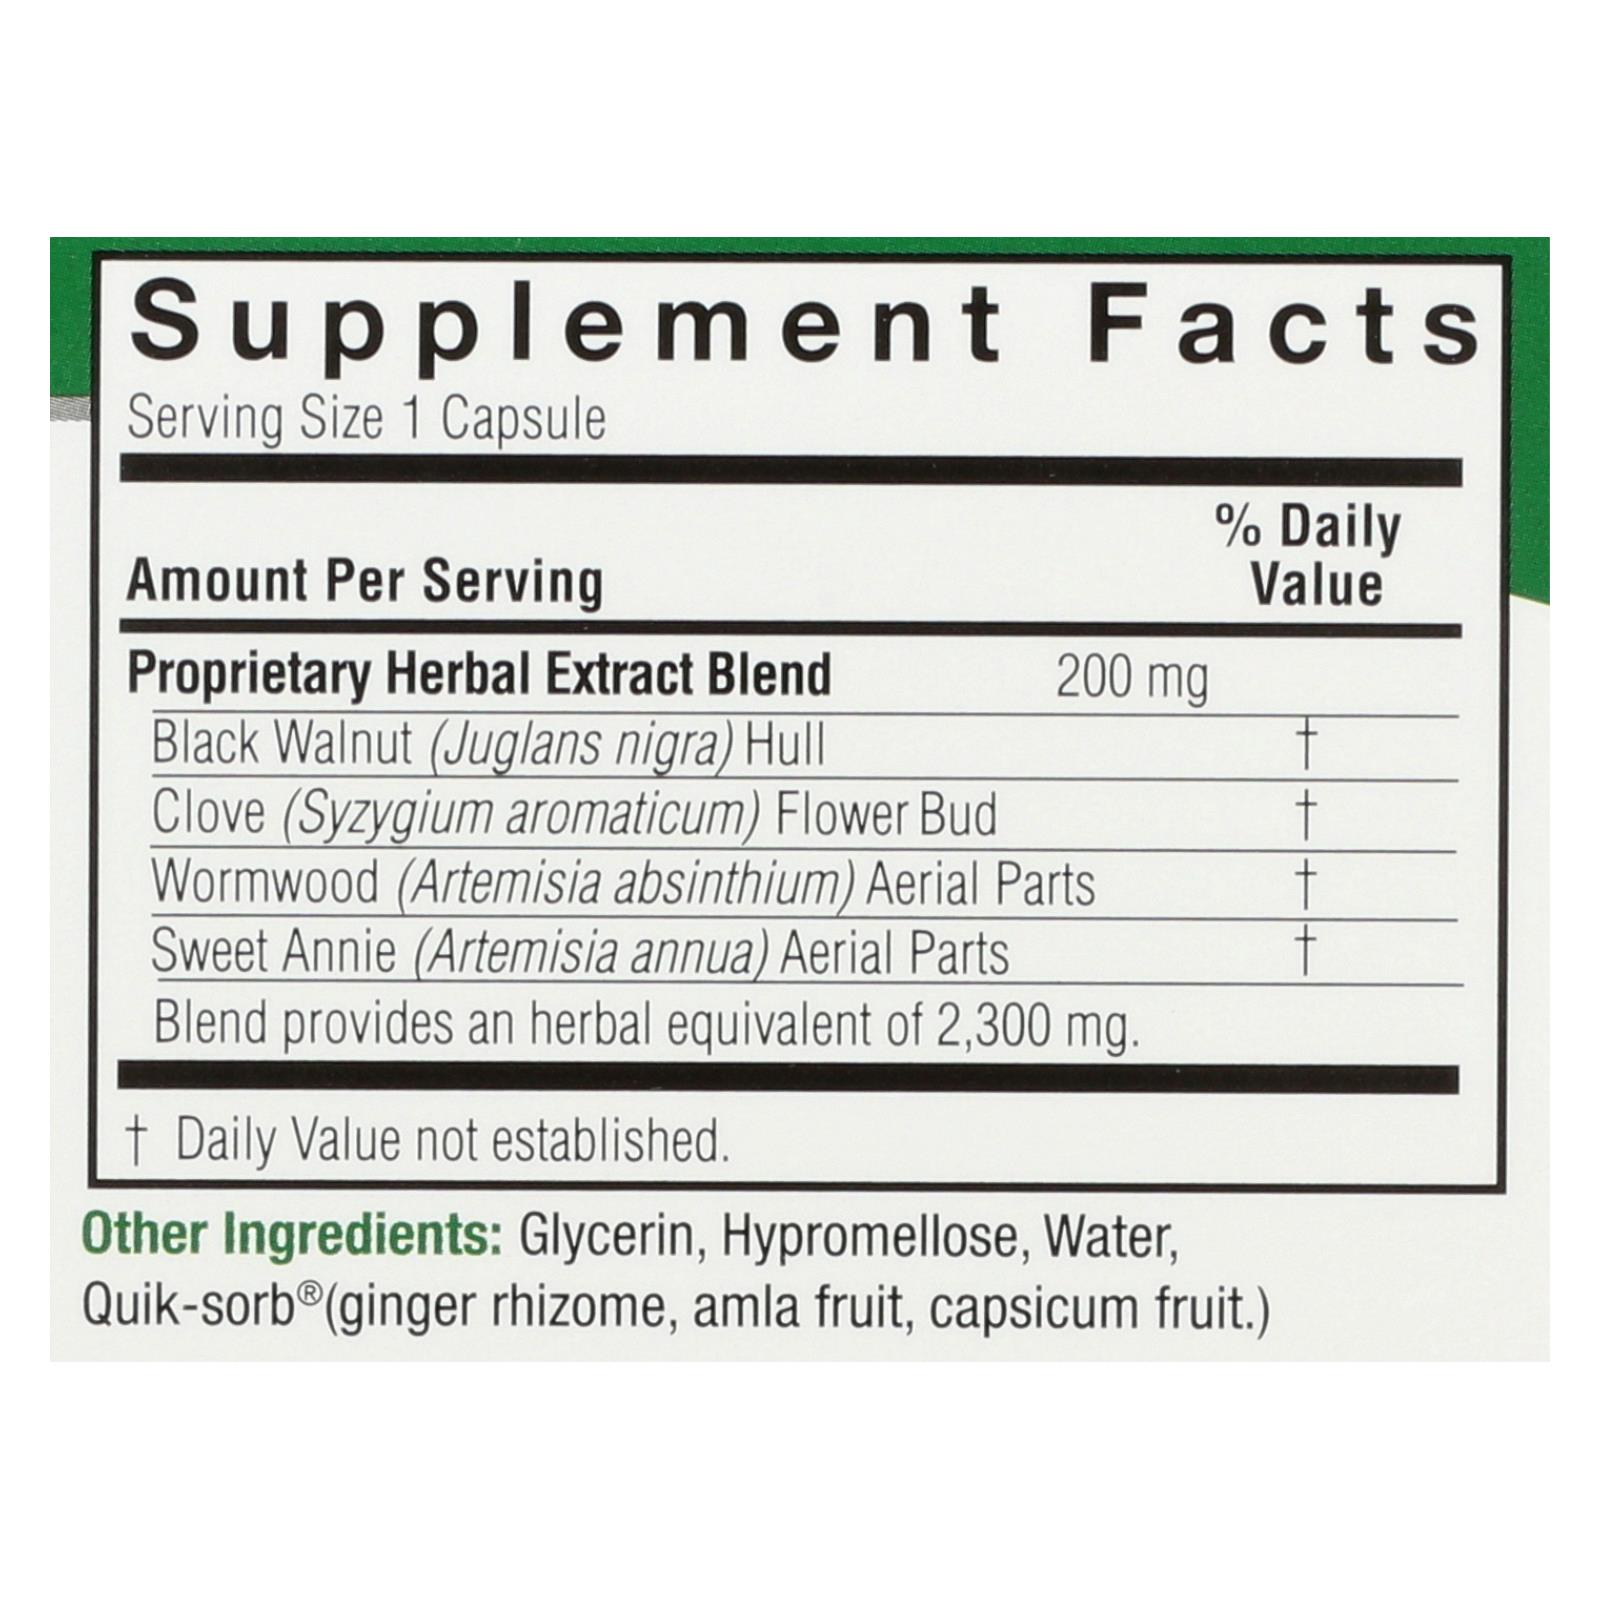 Supplement Facts
Serving Size 1 Capsule
% Daily
Value
Amount Per Serving
Proprietary Herbal Extract Blend 200 mg
Black Walnut (Juglans nigra) Hull †
Clove (Syzygium aromaticum) Flower Bud †
Wormwood (Artemisia absinthium) Aerial Parts †
Sweet Annie (Artemisia annua) Aerial Parts †
Blend provides an herbal equivalent of 2,300 mg.
† Daily Value not established.
Other Ingredients: Glycerin, Hypromellose, Water,
Quik-sorb®(ginger rhizome, amla fruit, capsicum fruit.)